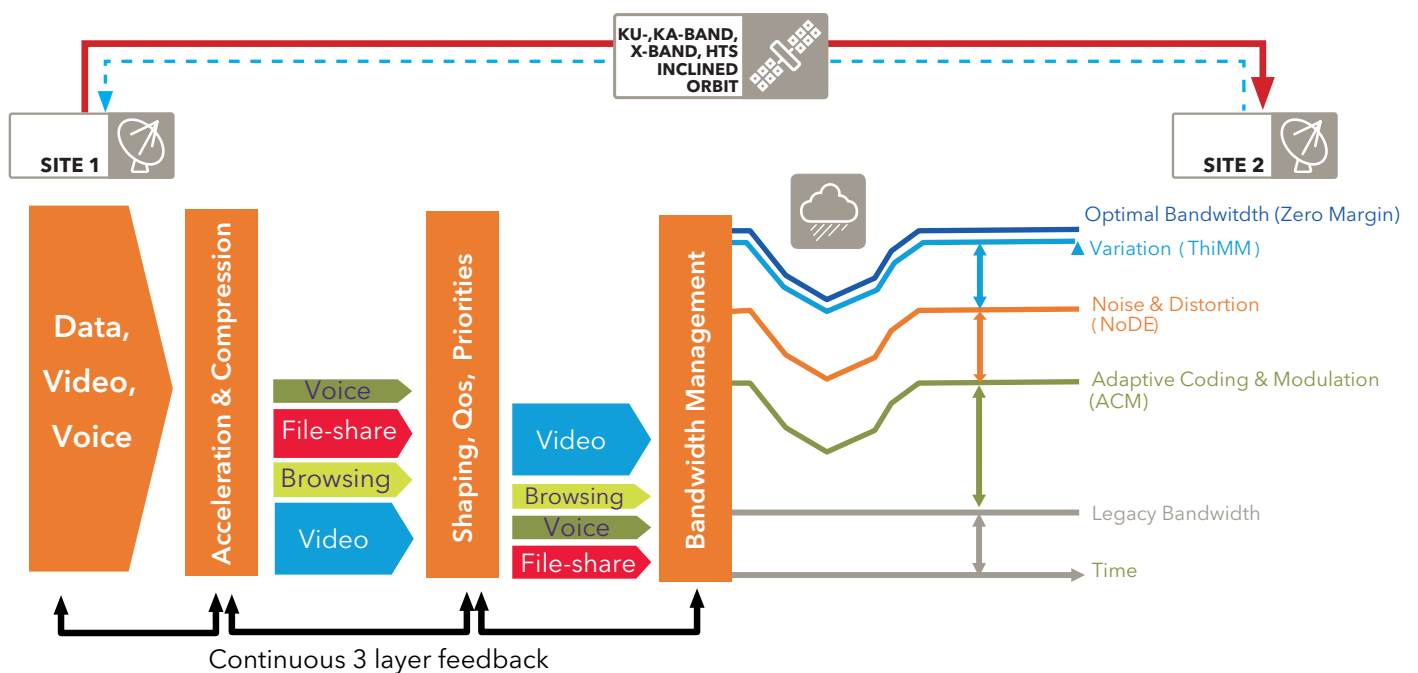 KU-,KA-BAND,
X-BAND, HTS
INCLINED
ORBIT
SITE 1
SITE 2
Data,
Video,
Voice
Acceleration & Compression
Voice
File-share
Browsing
Video
Shaping, Qos, Priorities
Video
Browsing
Voice
File-share
Bandwidth Management
Optimal Bandwitdth (Zero Margin)
Variation ( ThiMM)
Noise & Distortion
( NoDE)
Adaptive Coding & Modulation
(ACM)
Legacy Bandwidth
Time
Continuous 3 layer feedback